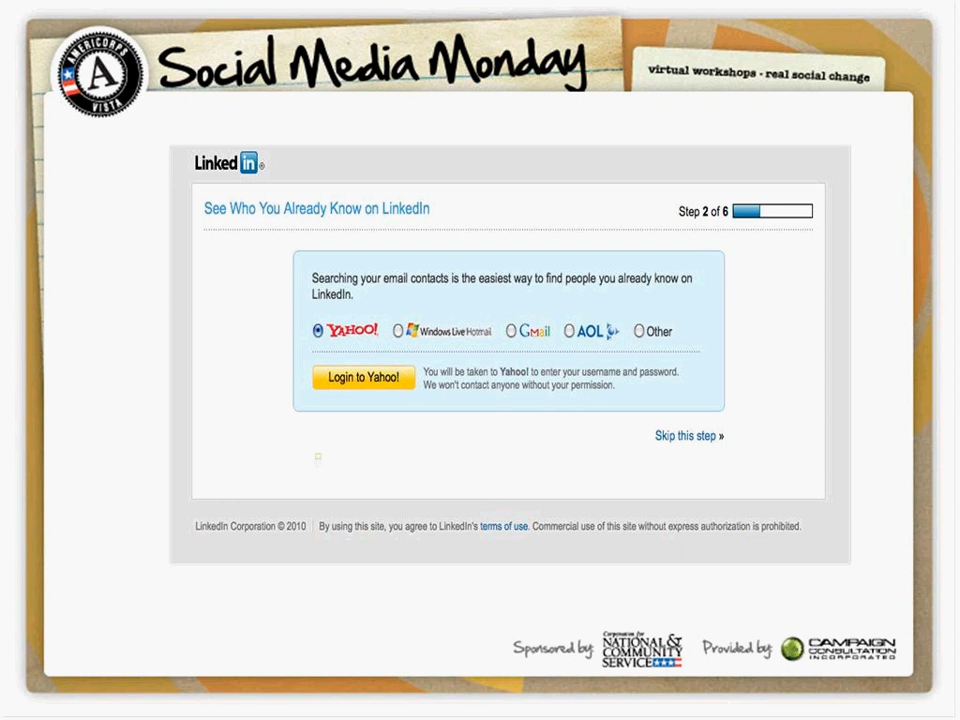 AMERICORPS
A
VISTA
Social Media Monday
virtual workshops · real social change
Linked in ®
See Who You Already Know on LinkedIn
Step 2 of 6
Searching your email contacts is the easiest way to find people you already know on
LinkedIn.
YAHOO! Windows Live Hotmail Gmail AOL Other
Login to Yahoo!
You will be taken to Yahoo! to enter your username and password.
We won't contact anyone without your permission.
Skip this step »
LinkedIn Corporation © 2010 By using this site, you agree to LinkedIn's terms of use. Commercial use of this site without express authorization is prohibited.
Sponsored by:
Corporation for
NATIONAL &
COMMUNITY
SERVICE
Provided by:
CAMPAIGN
CONSULTATION
INCORPORATED